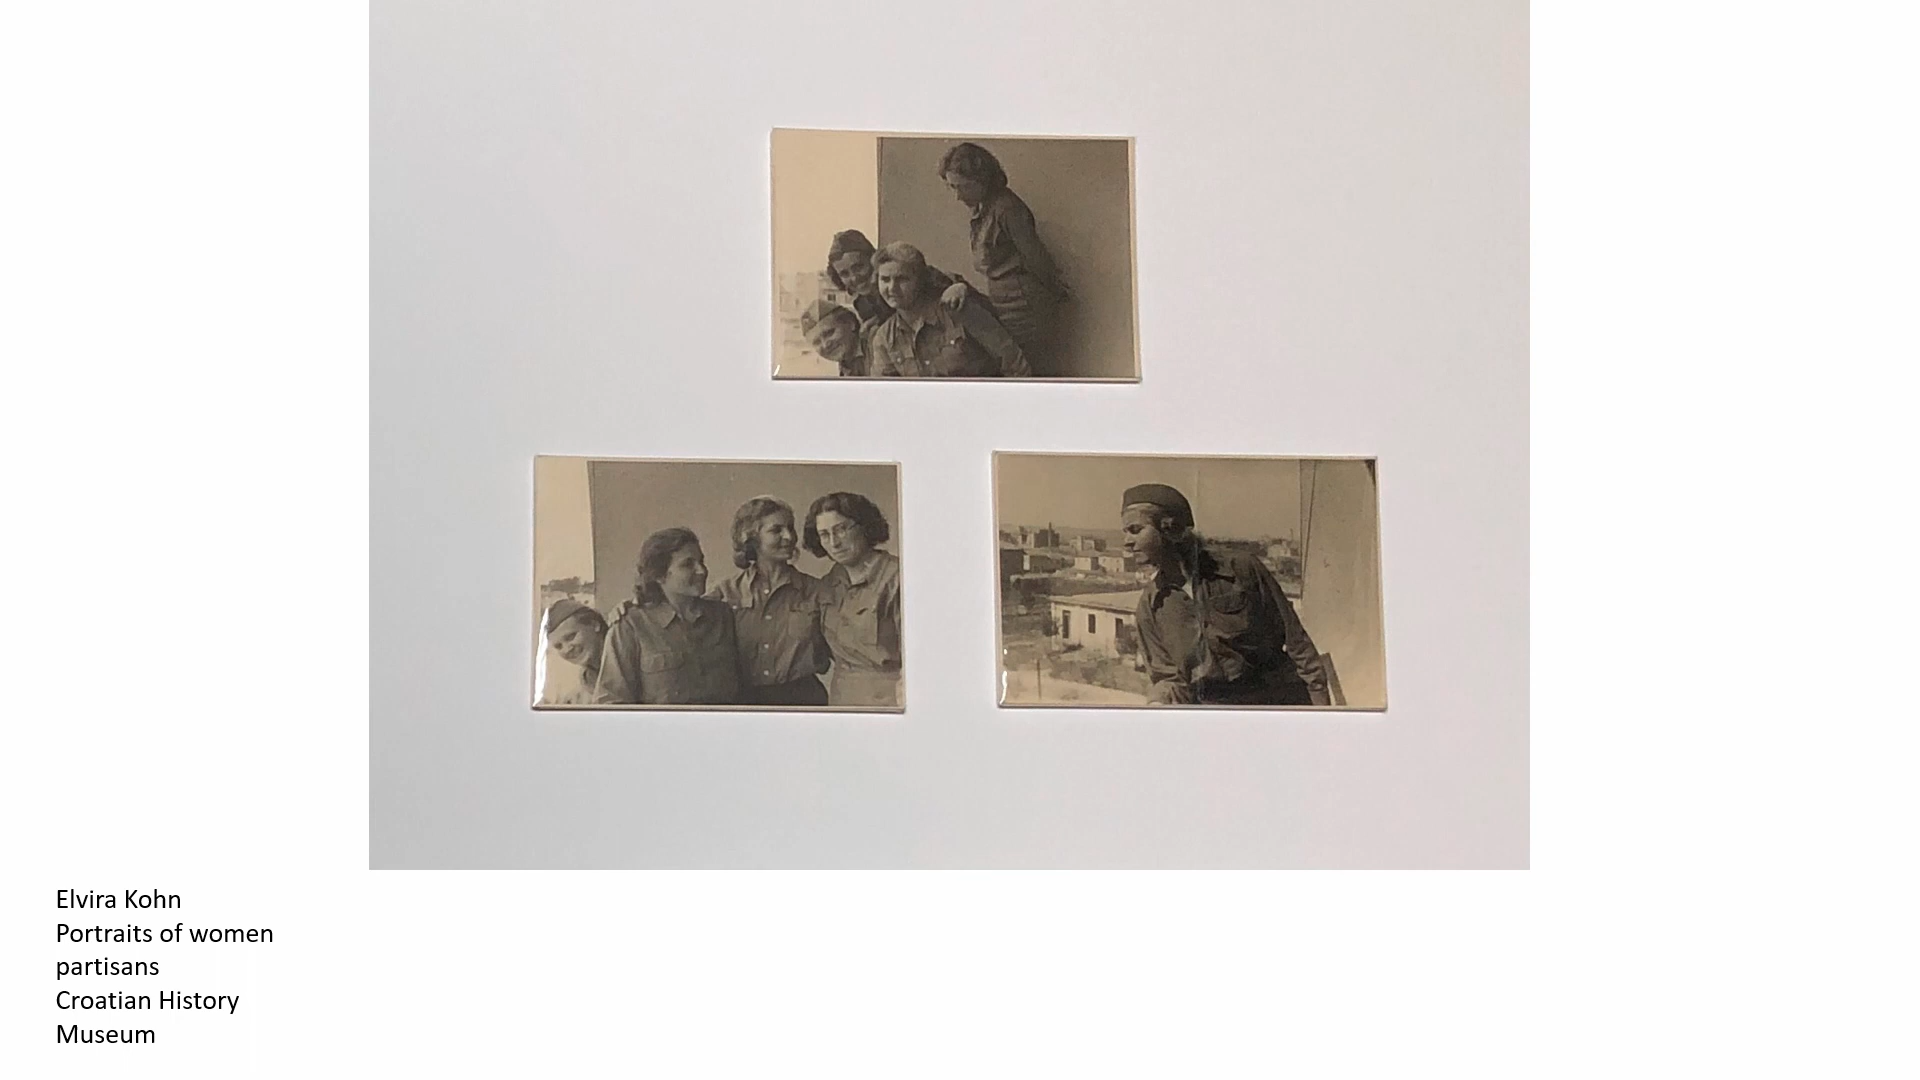 Elvira Kohn
Portraits of women
partisans
Croatian History
Museum